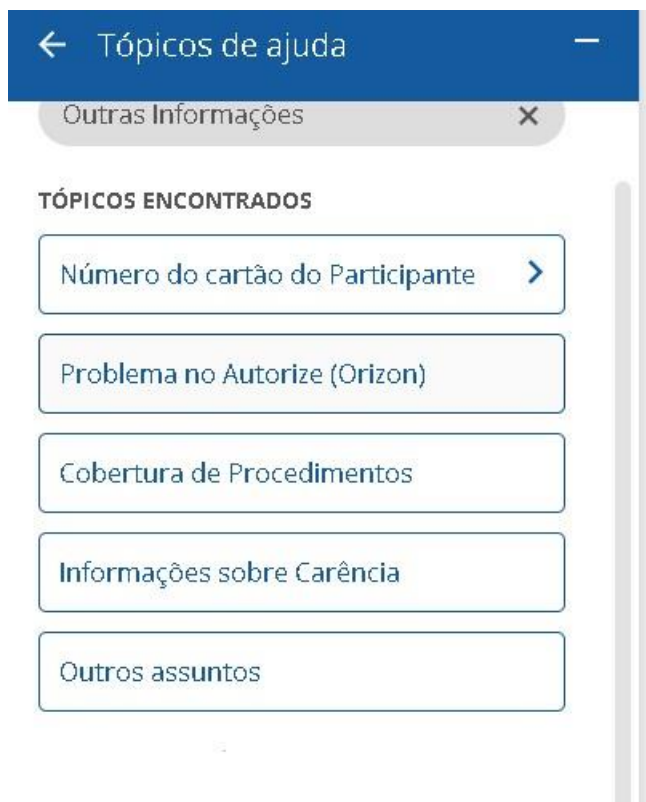 Tópicos de ajuda
Outras Informações
TÓPICOS ENCONTRADOS
Número do cartão do Participante
Problema no Autorize (Orizon)
Cobertura de Procedimentos
Informações sobre Carência
Outros assuntos